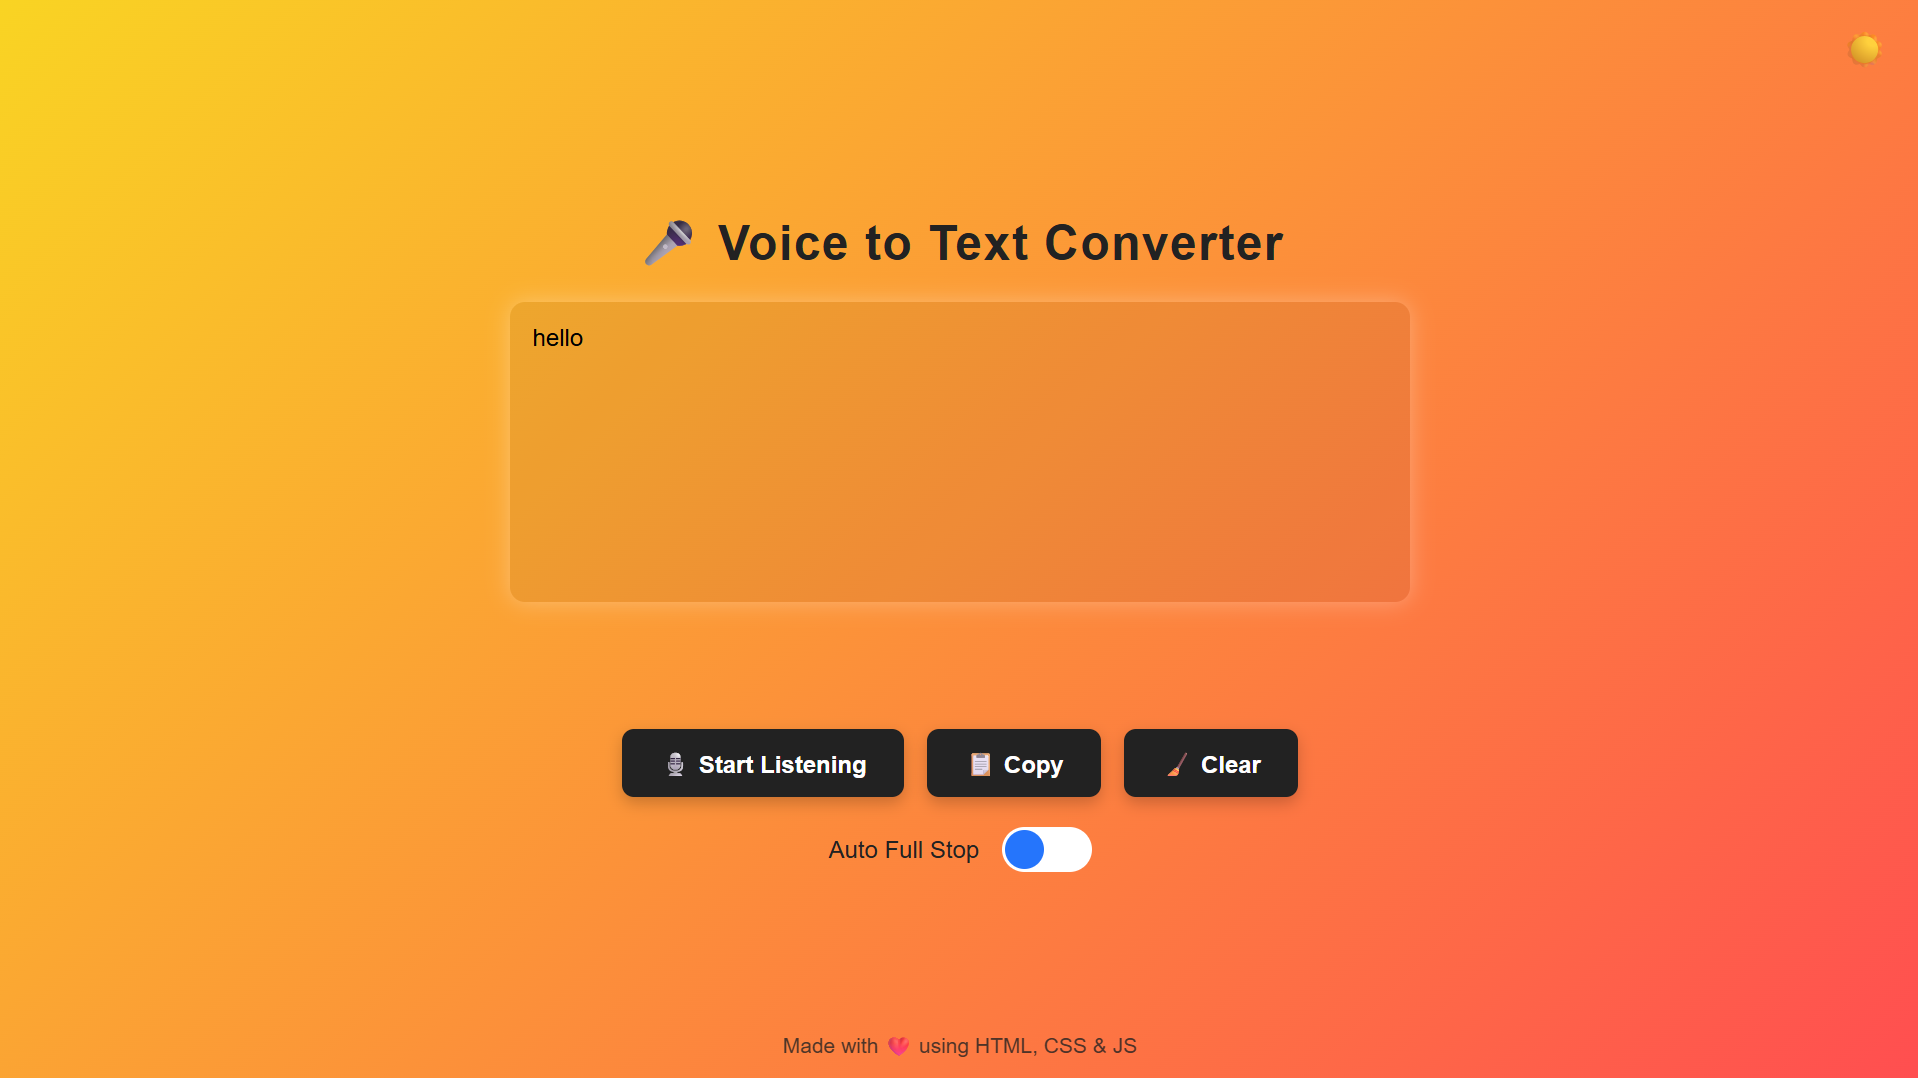 🎤 Voice to Text Converter
hello
🎙️ Start Listening
📋 Copy
🧹 Clear
Auto Full Stop
Made with 💖 using HTML, CSS & JS